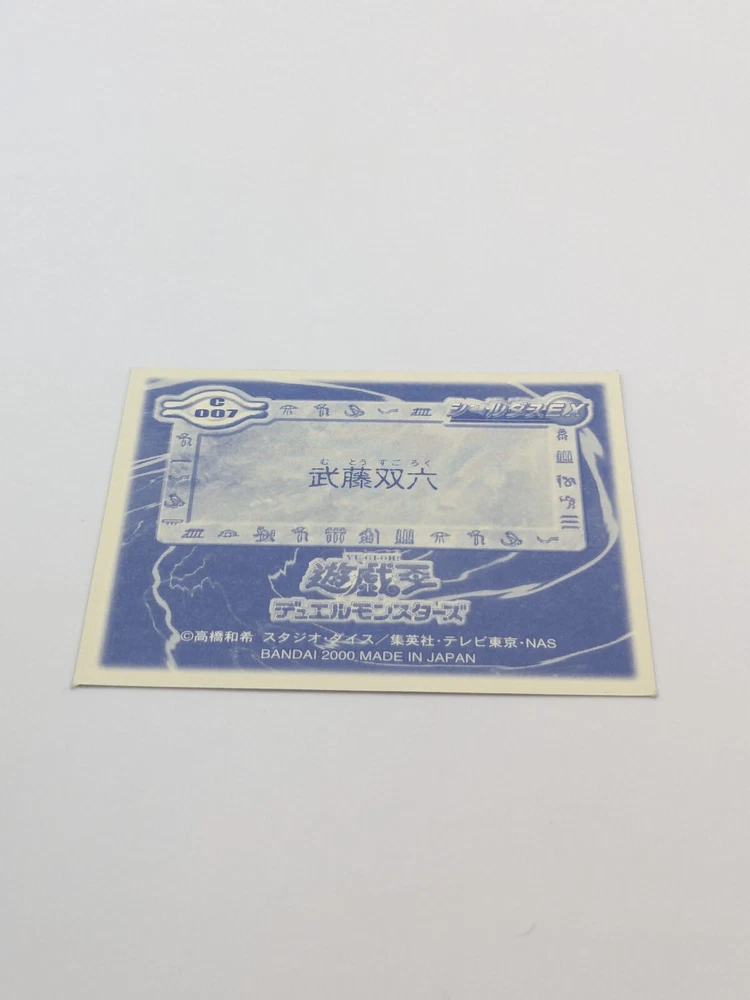 C
007
シールダスEX
むとうすごろく
武藤双六
YU-GI-OH!
遊戯王
デュエルモンスターズ
©高橋和希 スタジオ・ダイス／集英社・テレビ東京・NAS
BANDAI 2000 MADE IN JAPAN